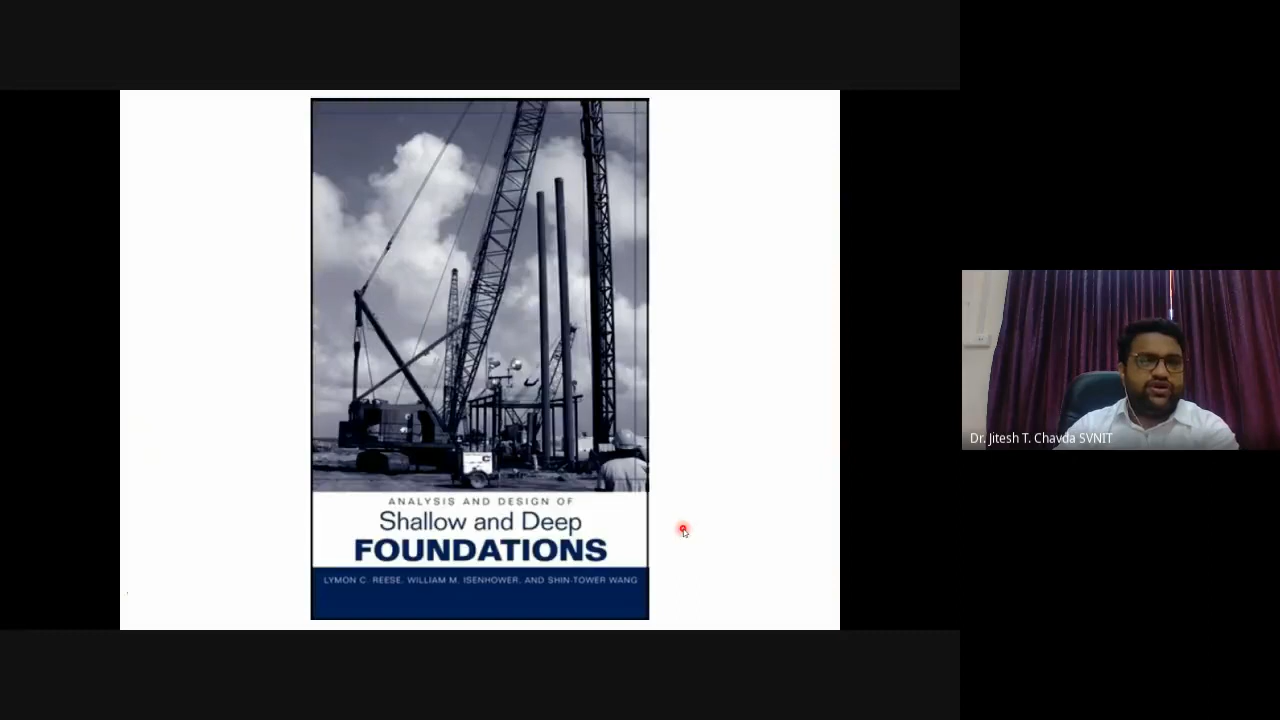 ANALYSIS AND DESIGN OF
Shallow and Deep
FOUNDATIONS
LYMON C. REESE, WILLIAM M. ISENHOWER, AND SHIN-TOWER WANG
Dr. Jitesh T. Chavda SVNIT